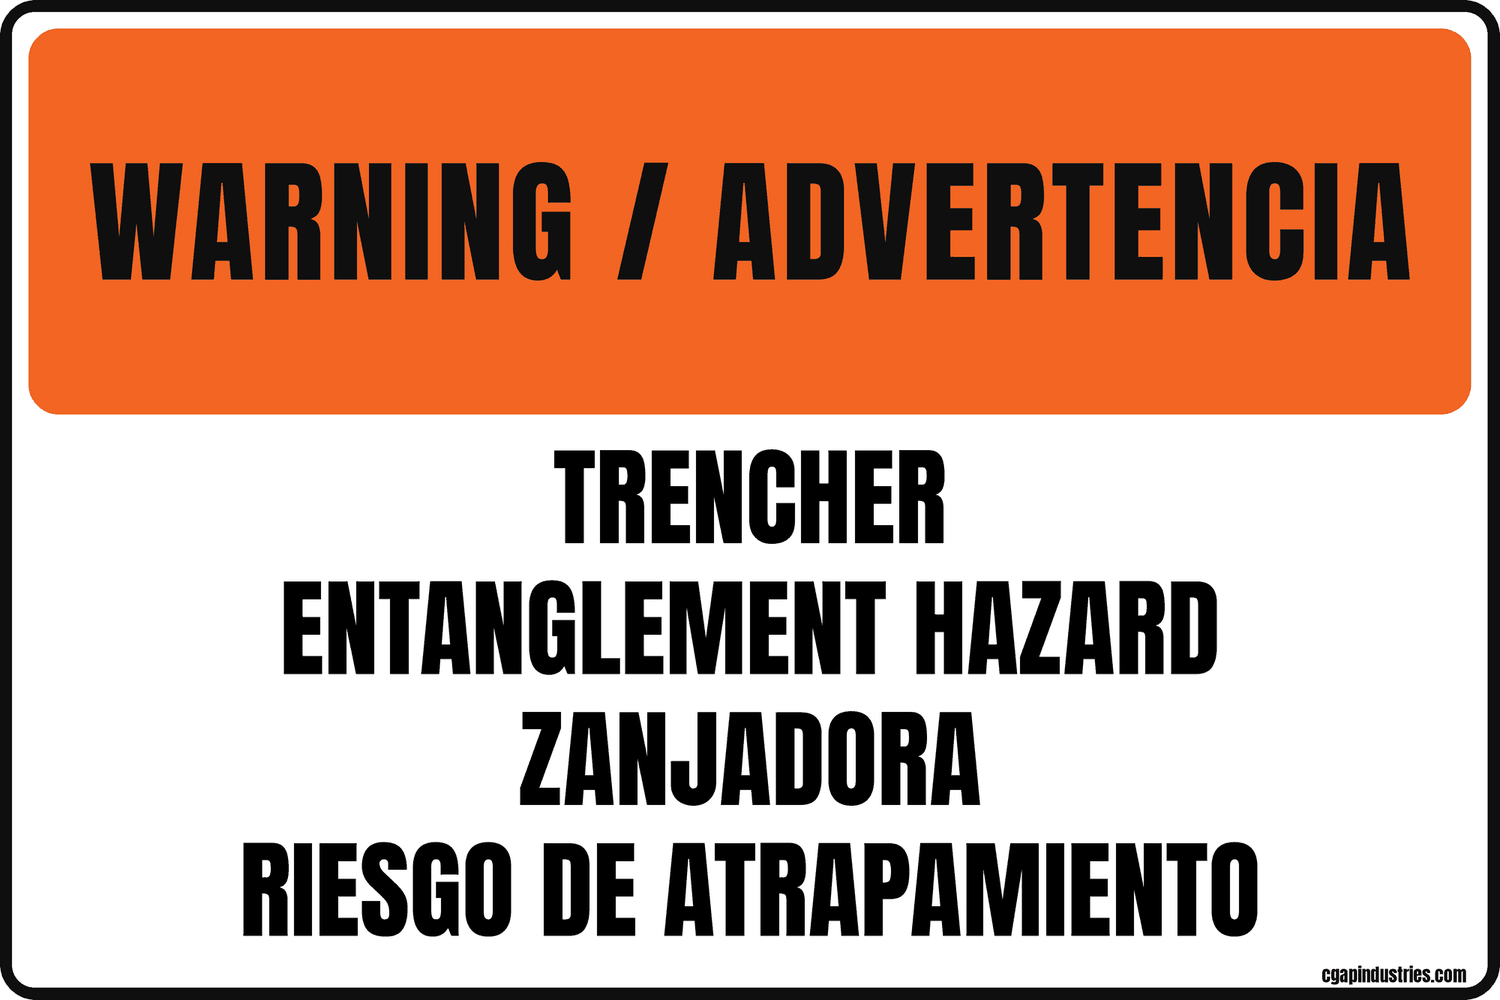 WARNING / ADVERTENCIA
TRENCHER
ENTANGLEMENT HAZARD
ZANJADORA
RIESGO DE ATRAPAMIENTO
cgapindustries.com